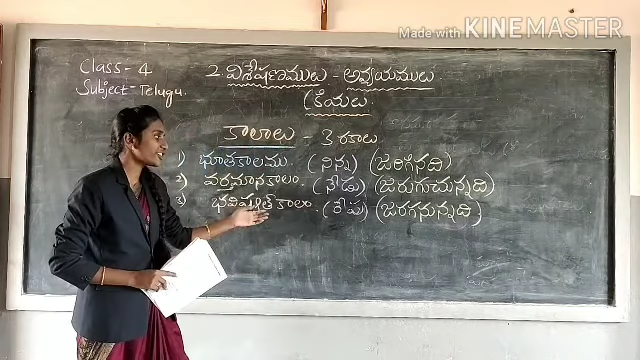 Made with KINEMASTER
Class-4
Subject:-Telugu.
2. విశేషణములు - అవ్యయములు
క్రియలు
కాలాలు - 3 రకాలు
1) భూతకాలము (నిన్న) (జరిగినది)
2) వర్తమానకాలం. (నేడు) (జరుగుచున్నది)
3) భవిష్యత్ కాలం. (రేపు) (జరగనున్నది)